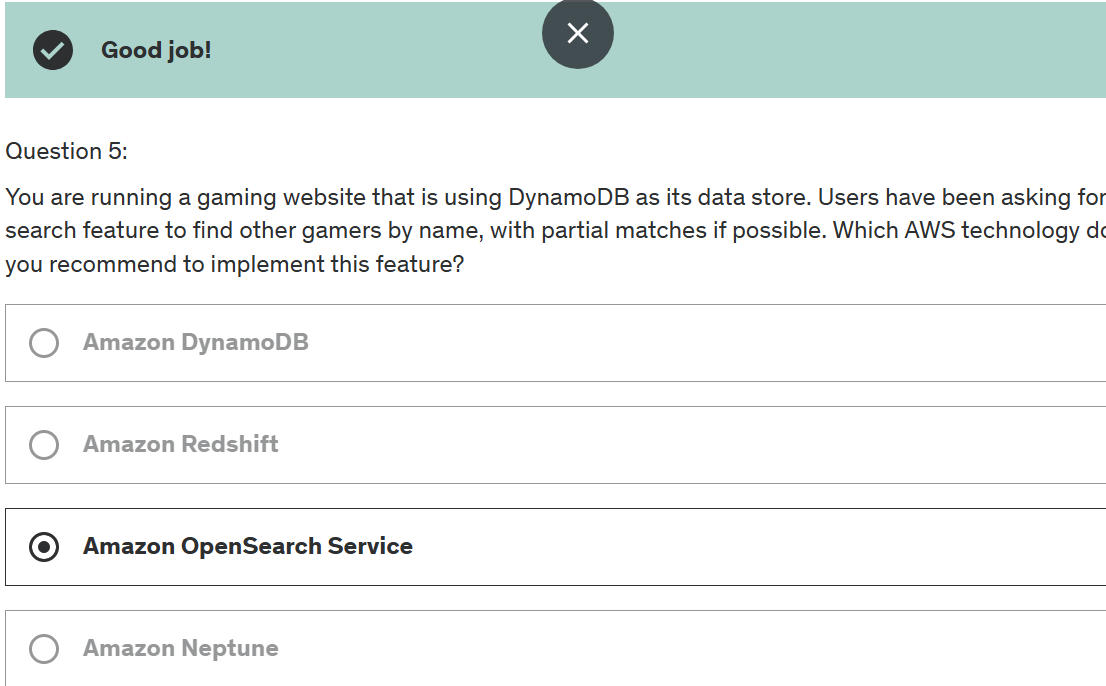 Good job!
Question 5:
You are running a gaming website that is using DynamoDB as its data store. Users have been asking for
search feature to find other gamers by name, with partial matches if possible. Which AWS technology
you recommend to implement this feature?
Amazon DynamoDB
Amazon Redshift
Amazon OpenSearch Service
Amazon Neptune